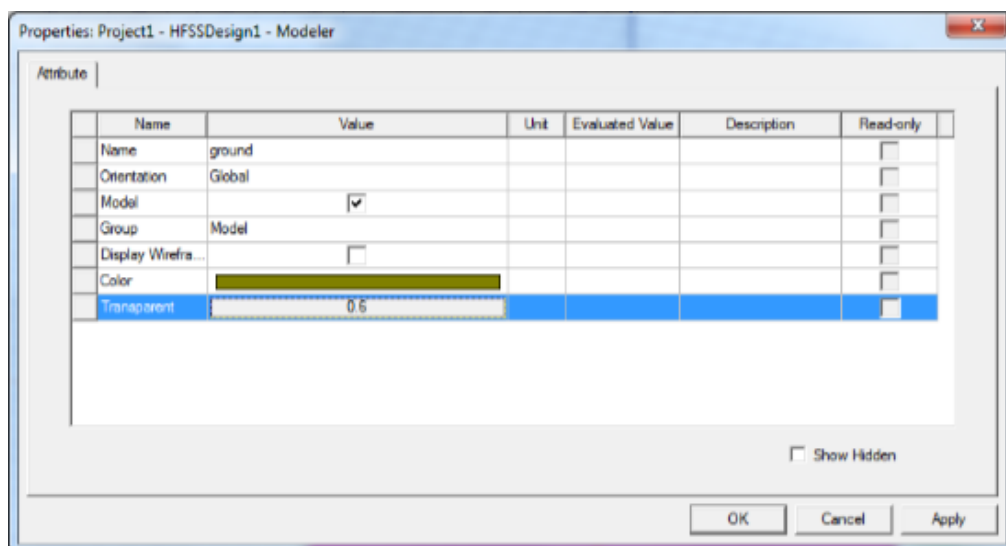 Properties: Project1 - HFSSDesign1 - Modeler
Attribute
Name Value Unit Evaluated Value Description Read-only
Name ground
Orientation Global
Model
Group Model
Display Wirefra...
Color
Transparent 0.6
Show Hidden
OK Cancel Apply